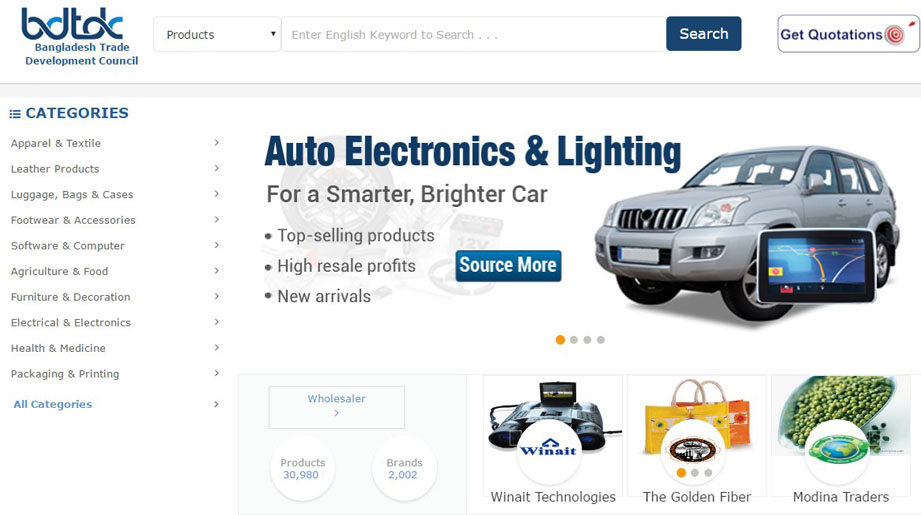 bdtdc
Bangladesh Trade
Development Council
Products
Enter English Keyword to Search . . .
Search
Get Quotations
CATEGORIES
Apparel & Textile
Leather Products
Luggage, Bags & Cases
Footwear & Accessories
Software & Computer
Agriculture & Food
Furniture & Decoration
Electrical & Electronics
Health & Medicine
Packaging & Printing
All Categories
Auto Electronics & Lighting
For a Smarter, Brighter Car
• Top-selling products
• High resale profits
• New arrivals
Source More
12V
Wholesaler
Products
30,980
Brands
2,002
Winait
Winait Technologies
The Golden Fiber
Modina Traders